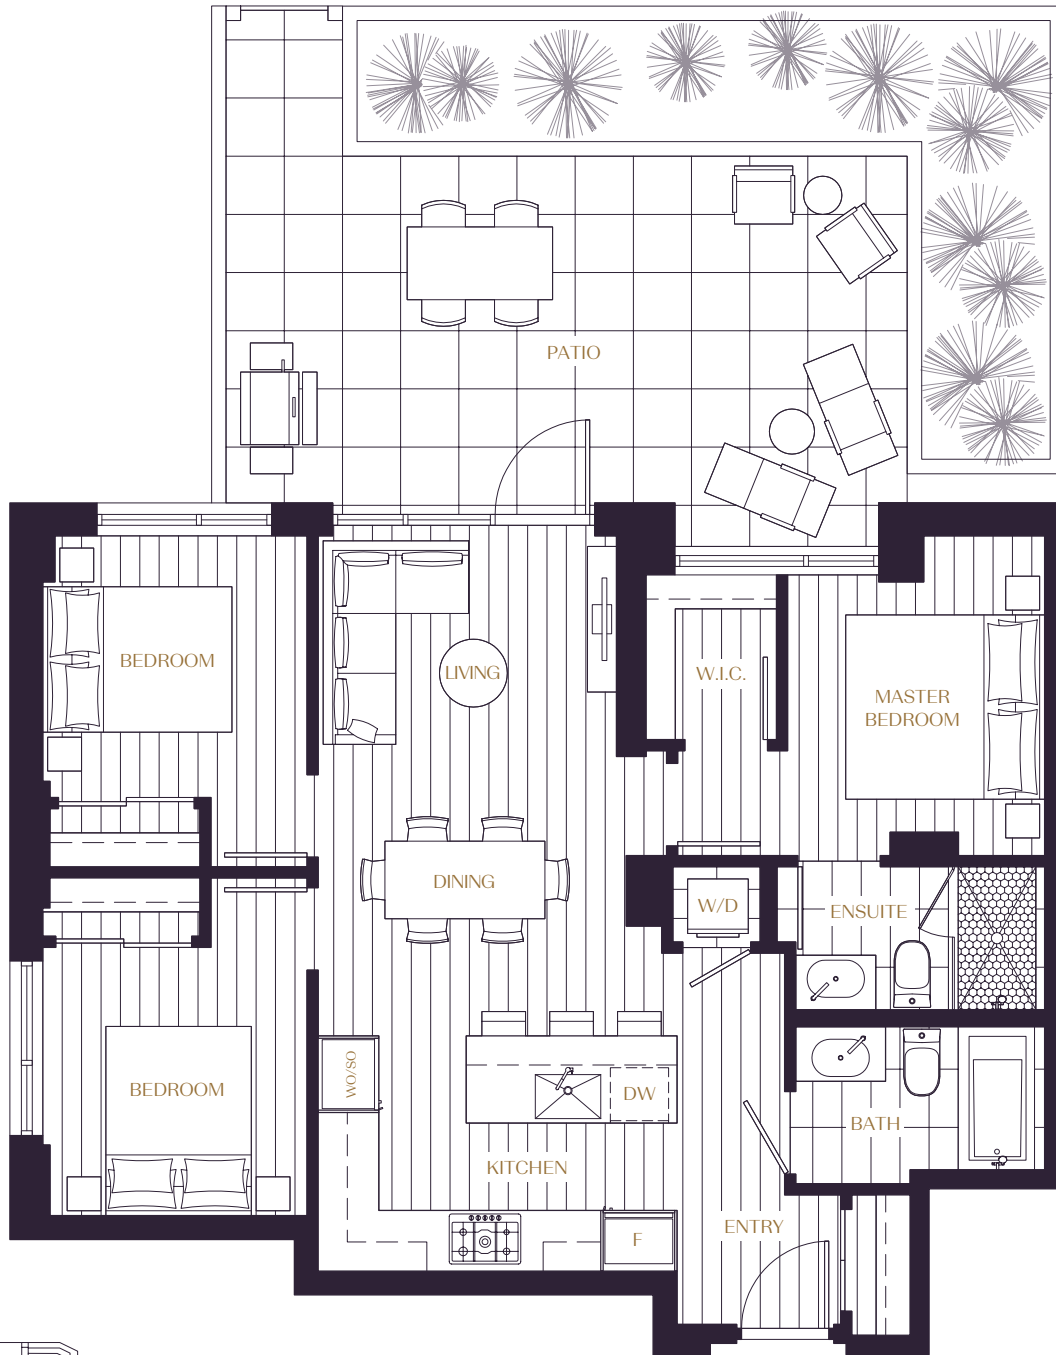 PATIO
BEDROOM
LIVING
W.I.C.
MASTER
BEDROOM
DINING
W/D
ENSUITE
WO/SO
BEDROOM
DW
BATH
KITCHEN
ENTRY
F